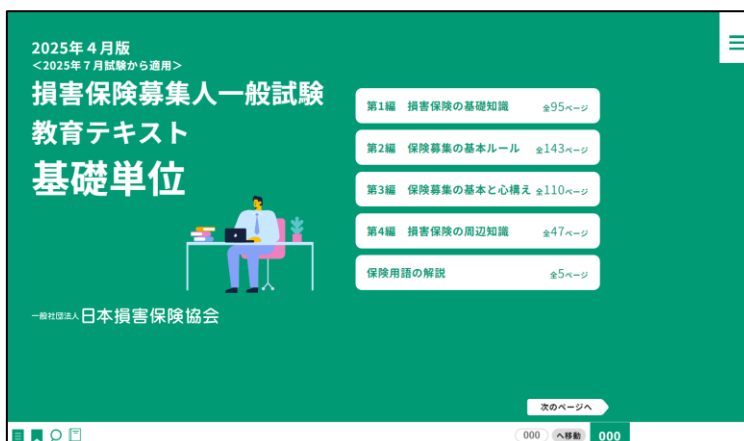 2025年4月版
<2025年7月試験から適用>
損害保険募集人一般試験
教育テキスト
基礎単位
第1編 損害保険の基礎知識 全95ページ
第2編 保険募集の基本ルール 全143ページ
第3編 保険募集の基本と心構え 全110ページ
第4編 損害保険の周辺知識 全47ページ
保険用語の解説 全5ページ
一般社団法人 日本損害保険協会
次のページへ
000 へ移動 000